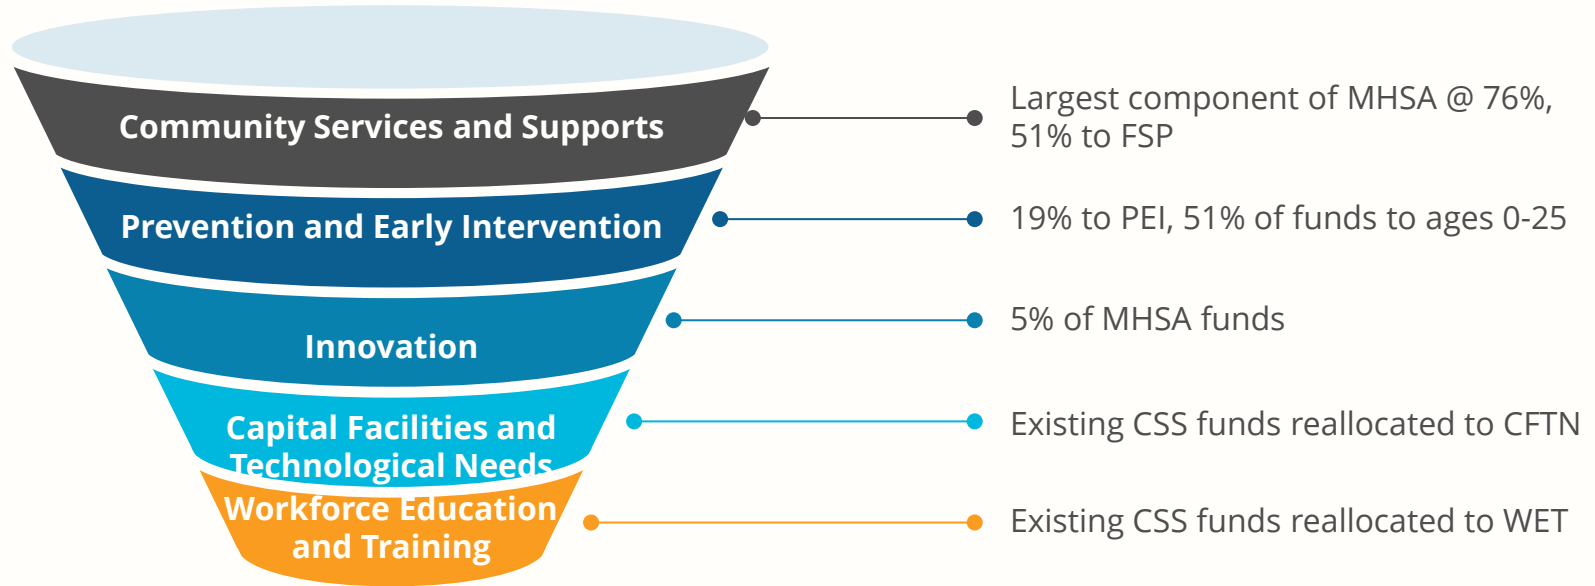 Community Services and Supports
Largest component of MHSA @ 76%,
51% to FSP
Prevention and Early Intervention
19% to PEI, 51% of funds to ages 0-25
Innovation
5% of MHSA funds
Capital Facilities and
Technological Needs
Existing CSS funds reallocated to CFTN
Workforce Education
and Training
Existing CSS funds reallocated to WET